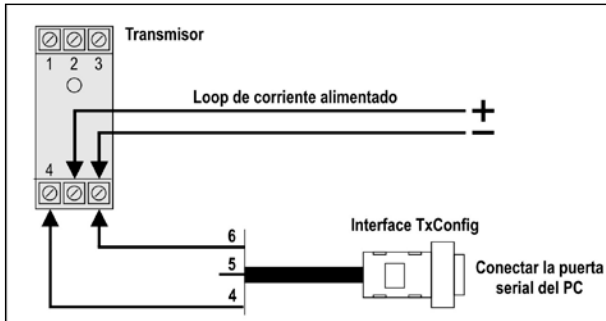 Transmisor
1 2 3
Loop de corriente alimentado
+
−
4
6
Interface TxConfig
5
Conectar la puerta
serial del PC
4